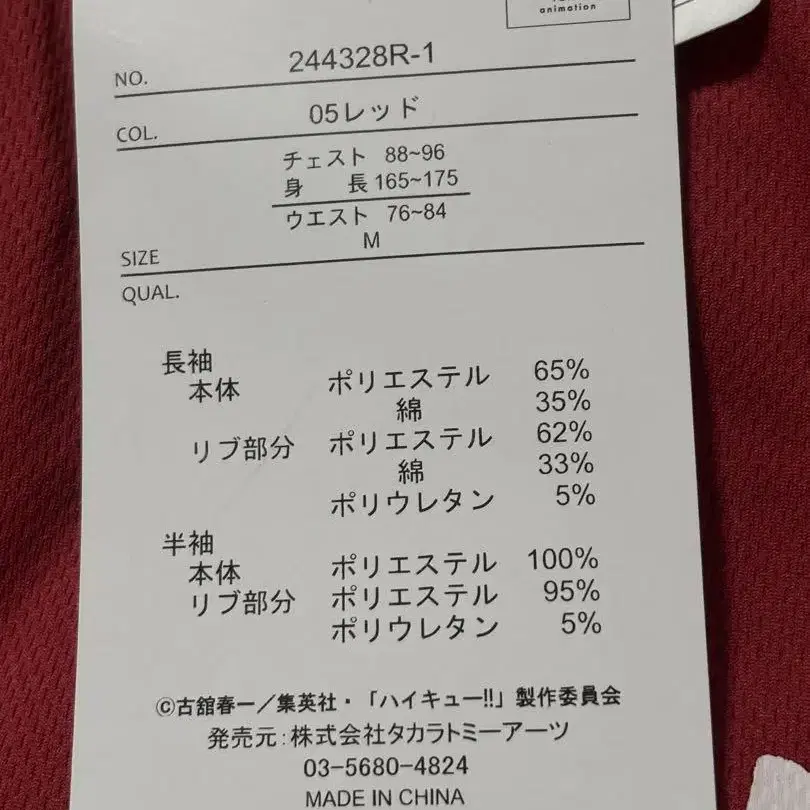 animation
NO. 244328R-1
COL. 05レッド
チェスト 88~96
身 長 165~175
ウエスト 76~84
SIZE M
QUAL.
長袖
本体 ポリエステル 65%
綿 35%
リブ部分 ポリエステル 62%
綿 33%
ポリウレタン 5%
半袖
本体 ポリエステル 100%
リブ部分 ポリエステル 95%
ポリウレタン 5%
©古舘春一／集英社・「ハイキュー!!」製作委員会
発売元:株式会社タカラトミーアーツ
03-5680-4824
MADE IN CHINA